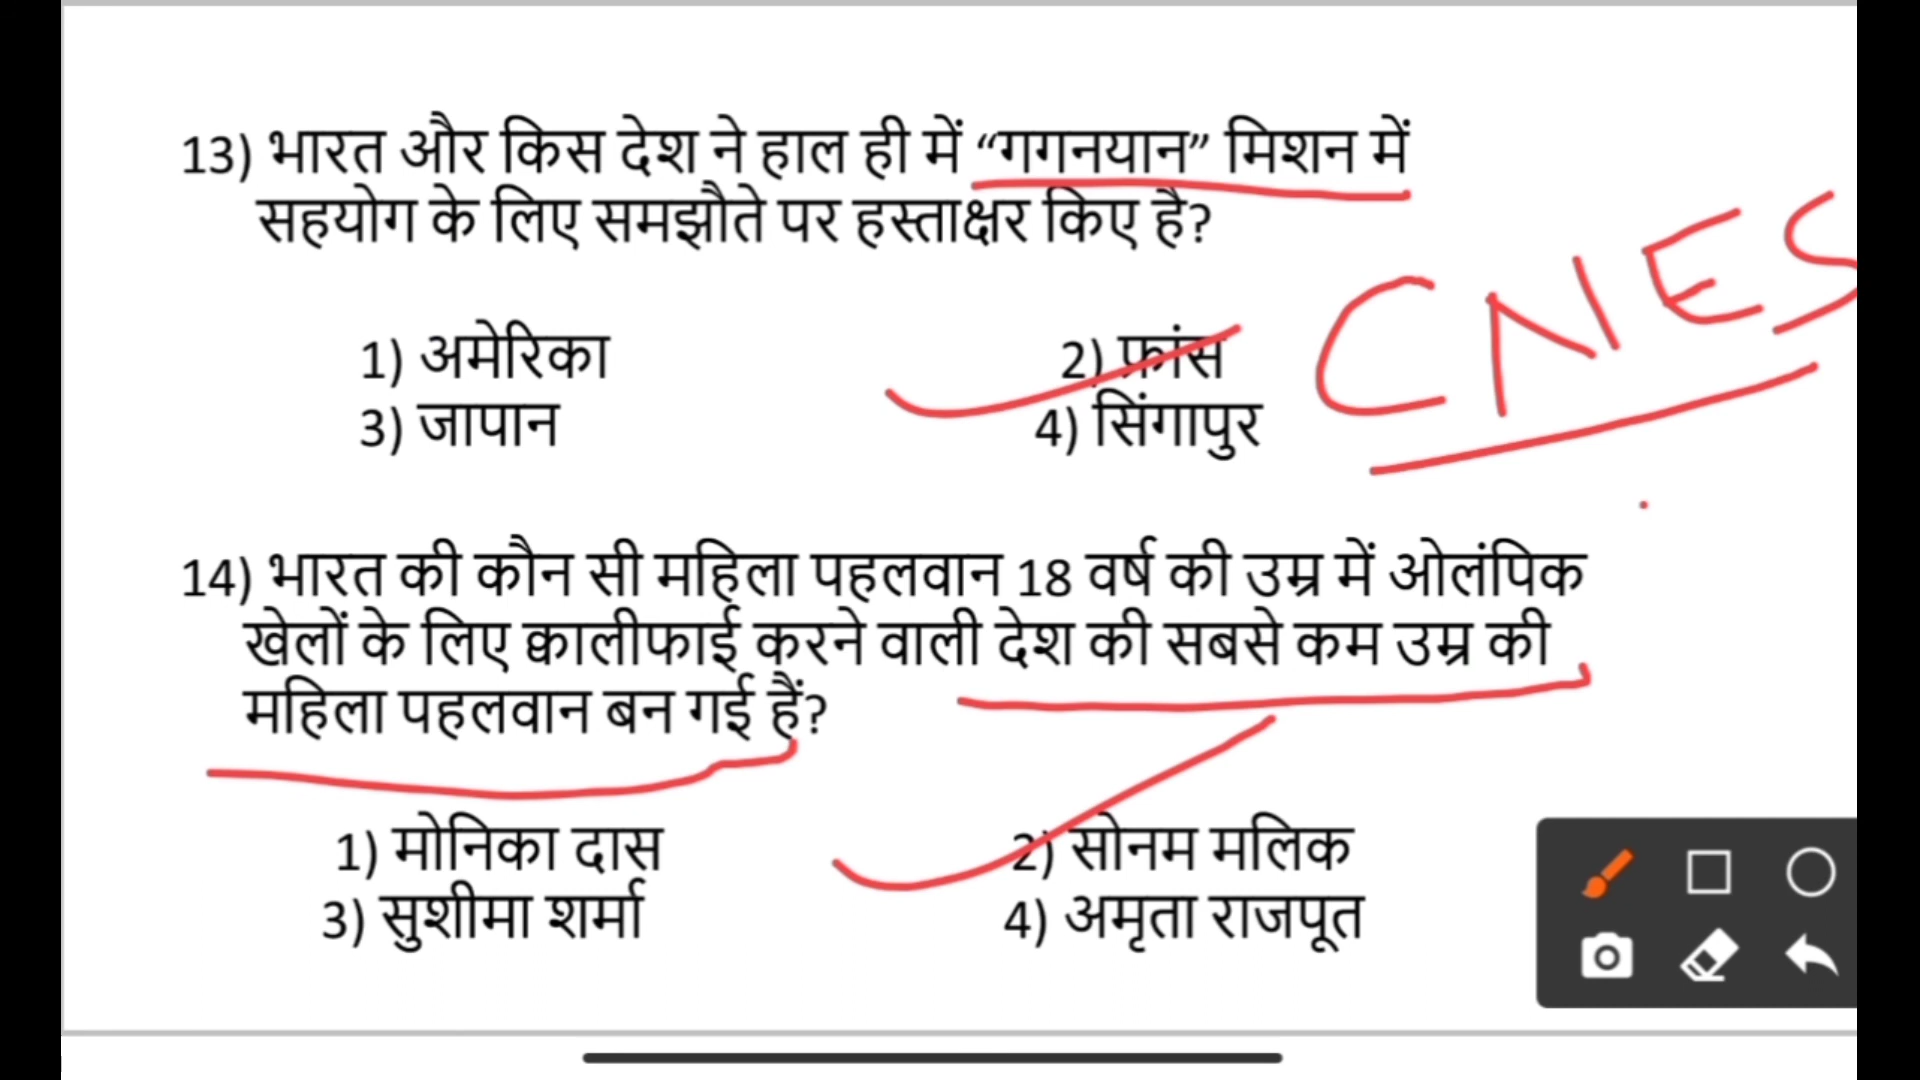 13) भारत और किस देश ने हाल ही में “गगनयान” मिशन में
सहयोग के लिए समझौते पर हस्ताक्षर किए है?
1) अमेरिका 2) फ्रांस
3) जापान 4) सिंगापुर
CNES
14) भारत की कौन सी महिला पहलवान 18 वर्ष की उम्र में ओलंपिक
खेलों के लिए क्वालीफाई करने वाली देश की सबसे कम उम्र की
महिला पहलवान बन गई हैं?
1) मोनिका दास 2) सोनम मलिक
3) सुशीमा शर्मा 4) अमृता राजपूत